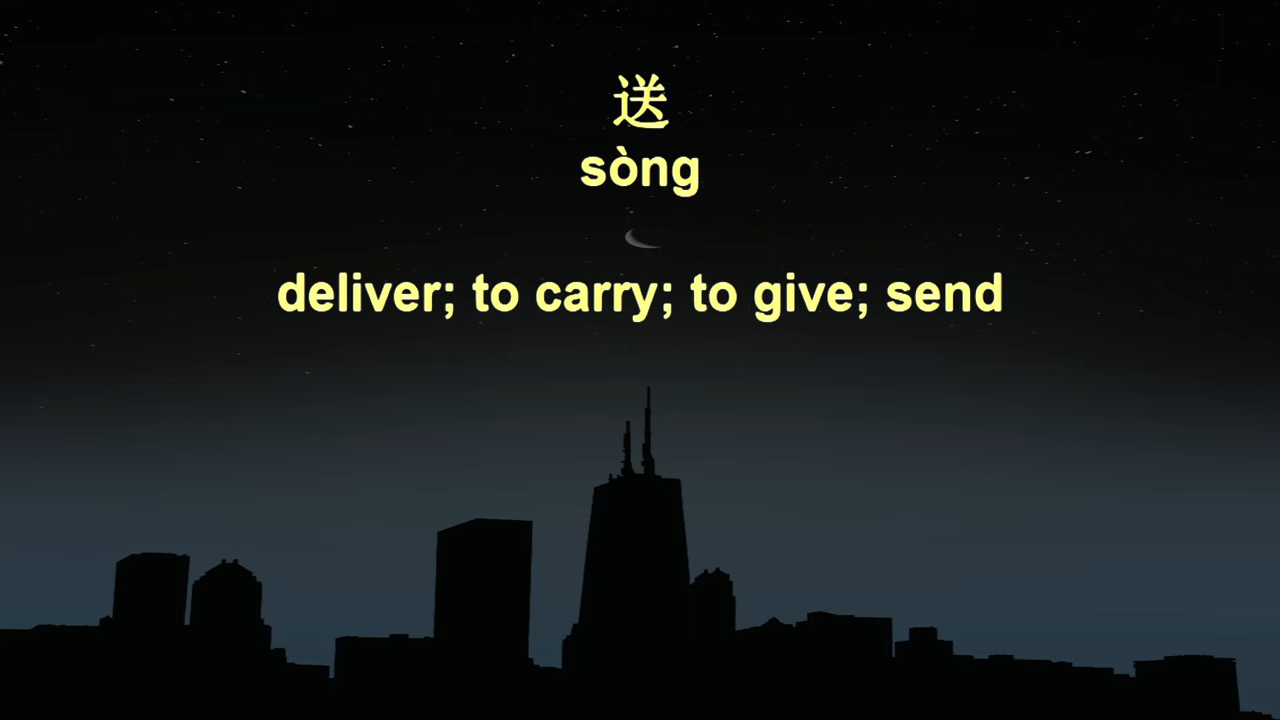 送
sòng
deliver; to carry; to give; send